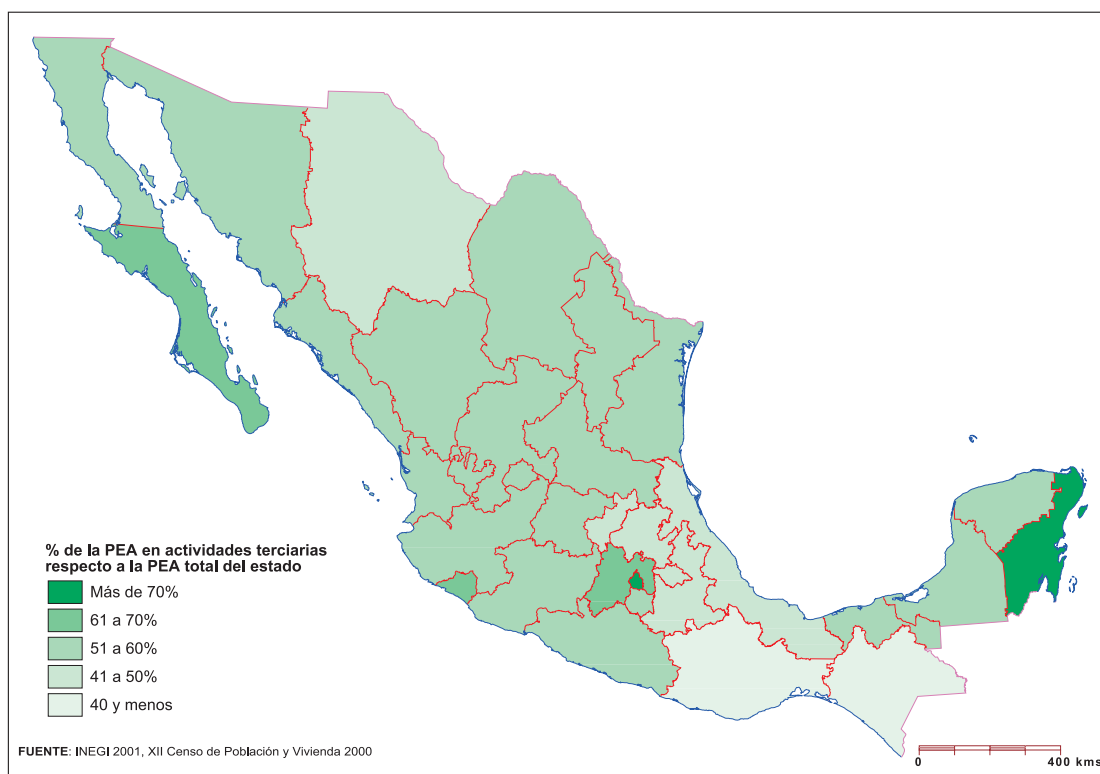 % de la PEA en actividades terciarias
respecto a la PEA total del estado
Más de 70%
61 a 70%
51 a 60%
41 a 50%
40 y menos
FUENTE: INEGI 2001, XII Censo de Población y Vivienda 2000
0 400 kms